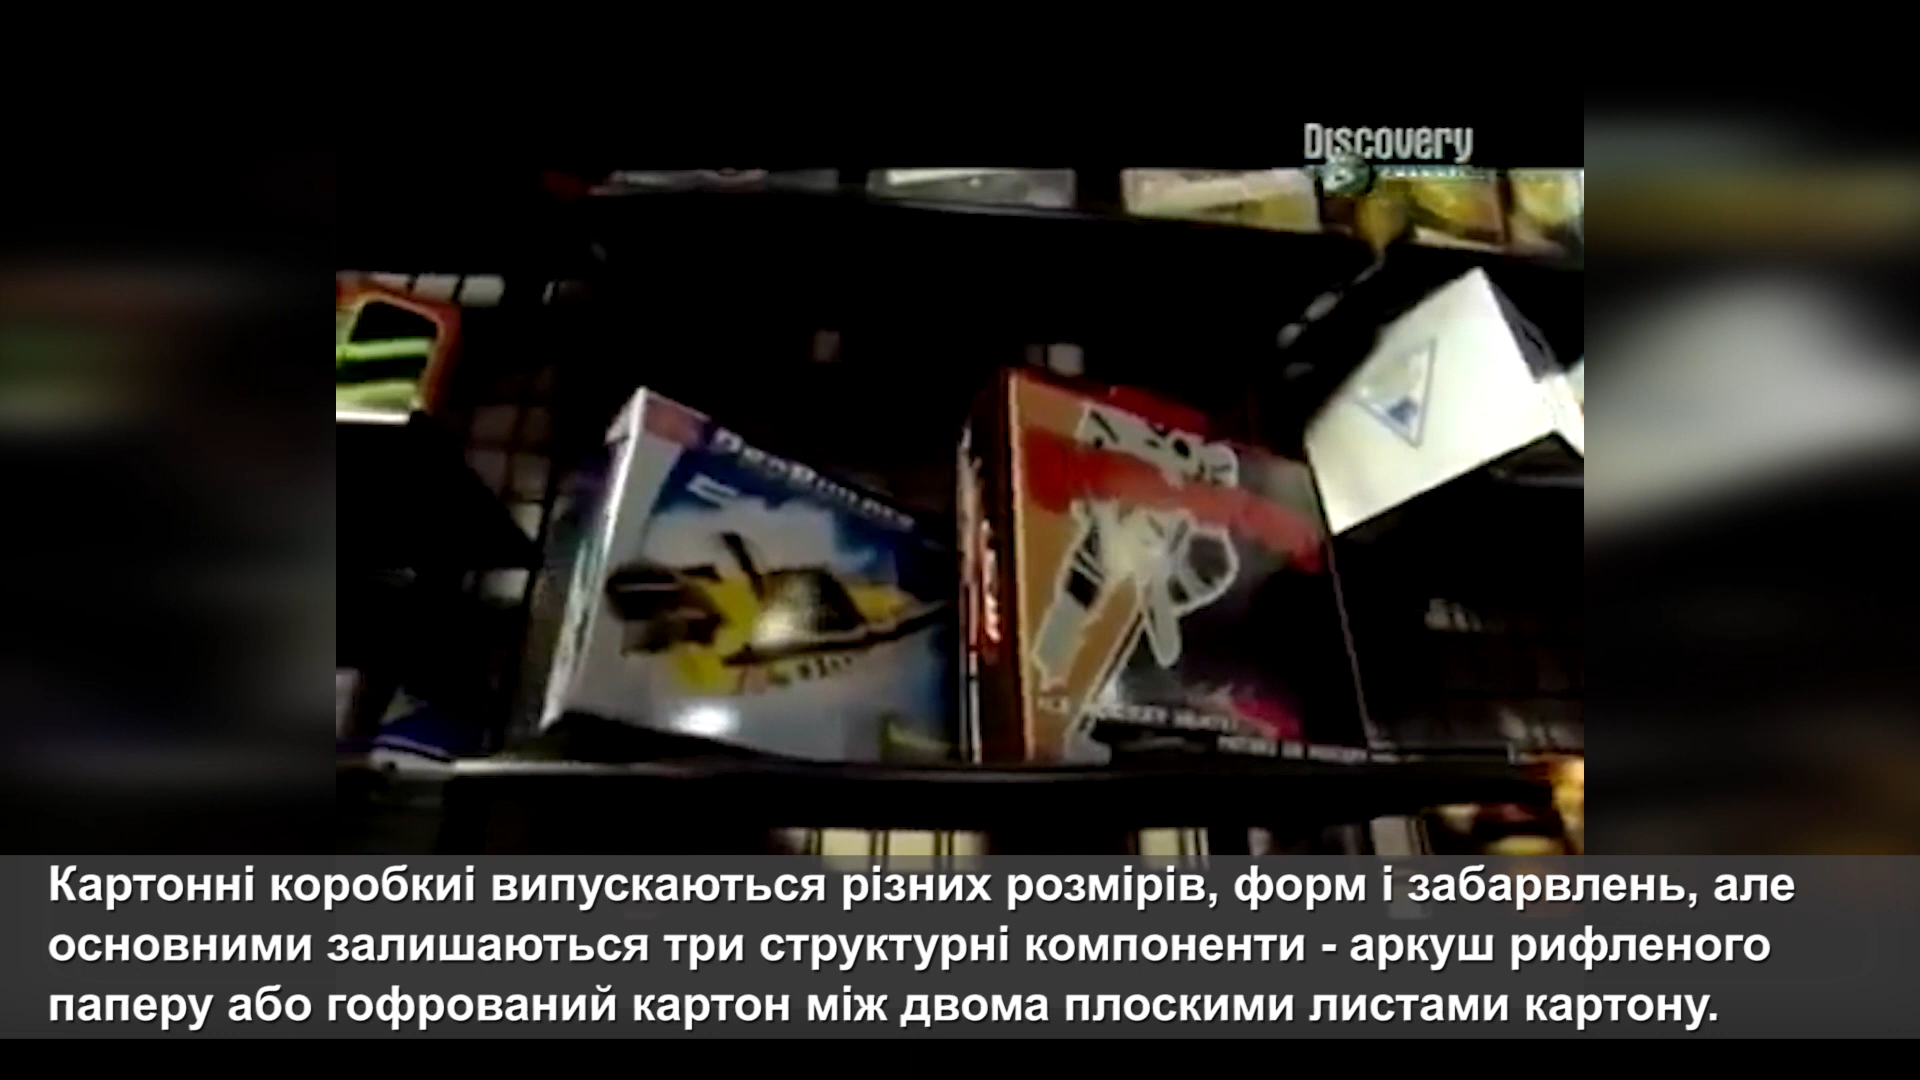 Discovery
Картонні коробкиі випускаються різних розмірів, форм і забарвлень, але
основними залишаються три структурні компоненти - аркуш рифленого
паперу або гофрований картон між двома плоскими листами картону.